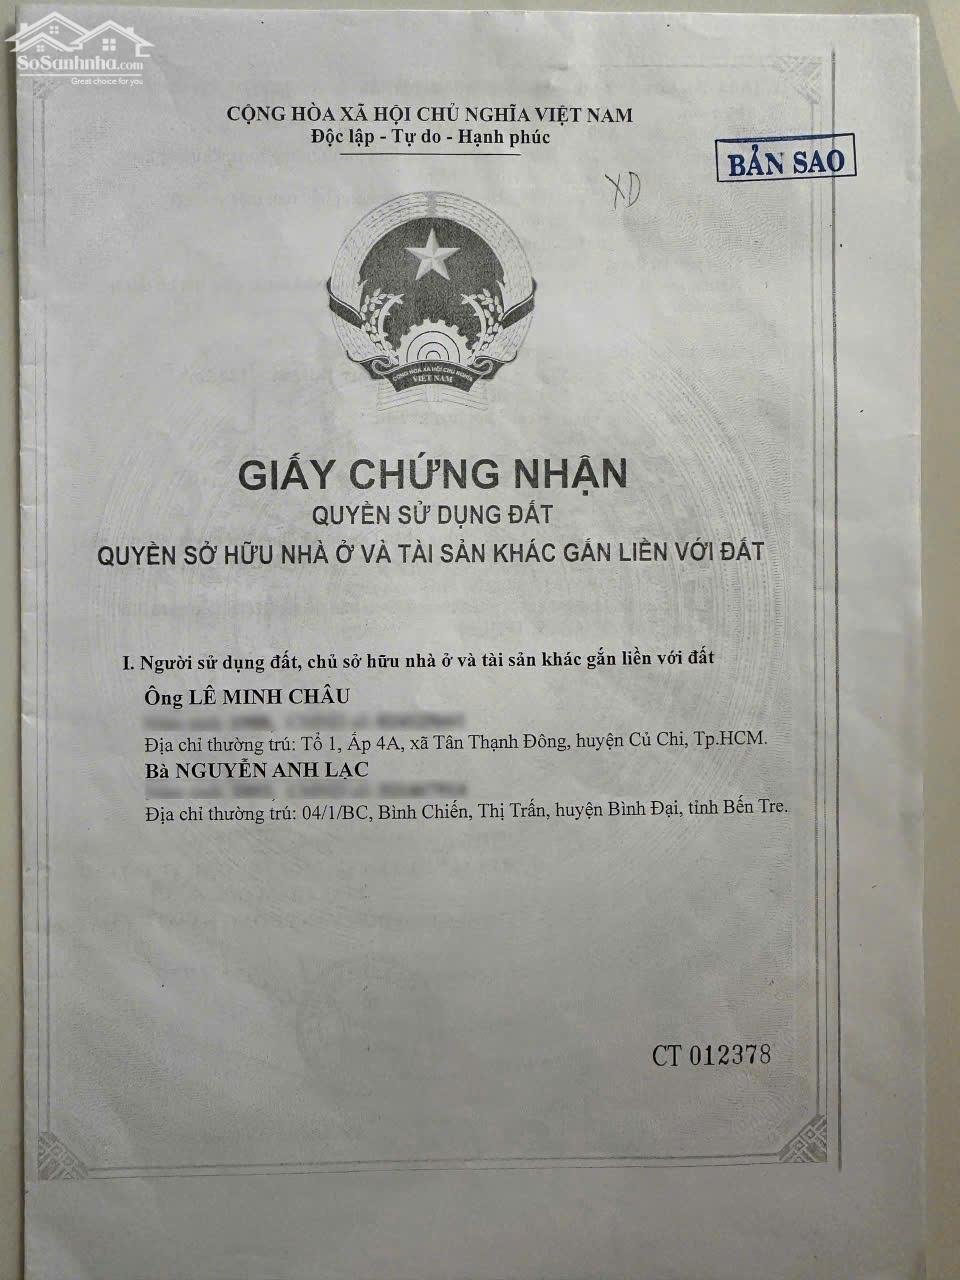 SoSanhnha.com
Great choice for you
CỘNG HÒA XÃ HỘI CHỦ NGHĨA VIỆT NAM
Độc lập - Tự do - Hạnh phúc
BẢN SAO
XD
CỘNG HÒA XÃ HỘI CHỦ NGHĨA
VIỆT NAM
GIẤY CHỨNG NHẬN
QUYỀN SỬ DỤNG ĐẤT
QUYỀN SỞ HỮU NHÀ Ở VÀ TÀI SẢN KHÁC GẮN LIỀN VỚI ĐẤT
I. Người sử dụng đất, chủ sở hữu nhà ở và tài sản khác gắn liền với đất
Ông LÊ MINH CHÂU
Địa chỉ thường trú: Tổ 1, Ấp 4A, xã Tân Thạnh Đông, huyện Củ Chi, Tp.HCM.
Bà NGUYỄN ANH LẠC
Địa chỉ thường trú: 04/1/BC, Bình Chiến, Thị Trấn, huyện Bình Đại, tỉnh Bến Tre.
CT 012378